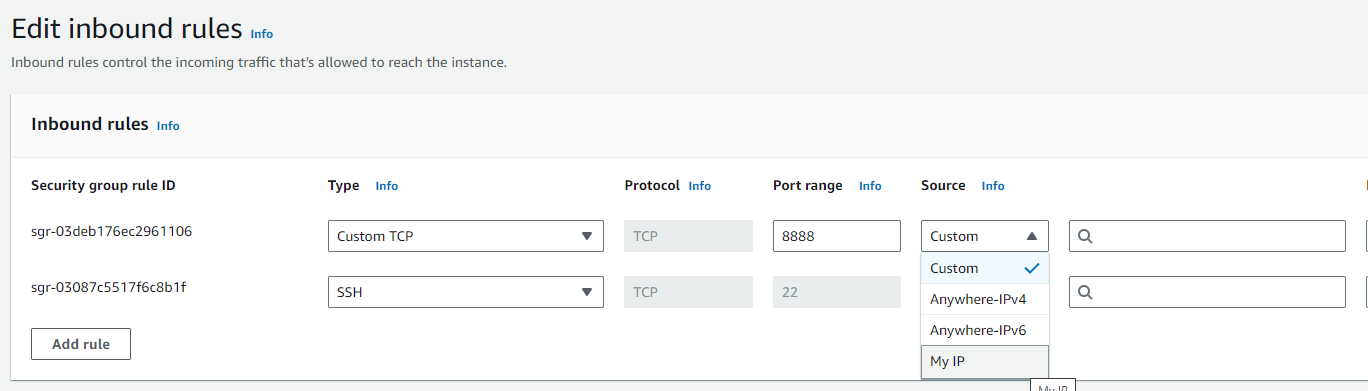 Edit inbound rules Info
Inbound rules control the incoming traffic that's allowed to reach the instance.
Inbound rules Info
Security group rule ID Type Info Protocol Info Port range Info Source Info
sgr-03deb176ec2961106 Custom TCP TCP 8888 Custom
Custom
sgr-03087c5517f6c8b1f SSH TCP 22
Anywhere-IPv4
Anywhere-IPv6
Add rule
My IP
My IP